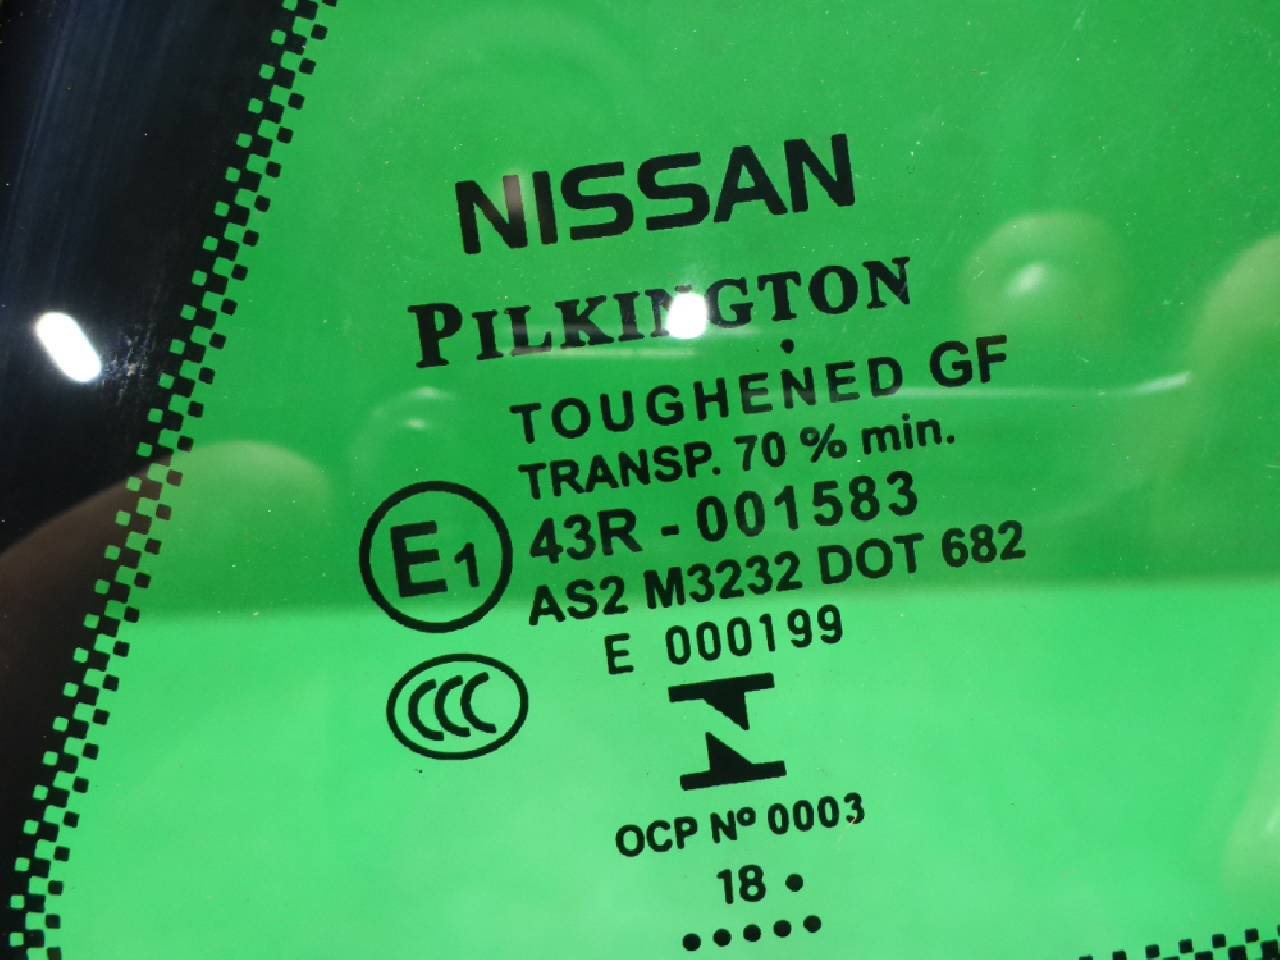 NISSAN
PILKINGTON
TOUGHENED GF
TRANSP. 70 % min.
43R - 001583
E1
AS2 M3232 DOT 682
E 000199
CCC
OCP Nº 0003
18 •
• • • • •